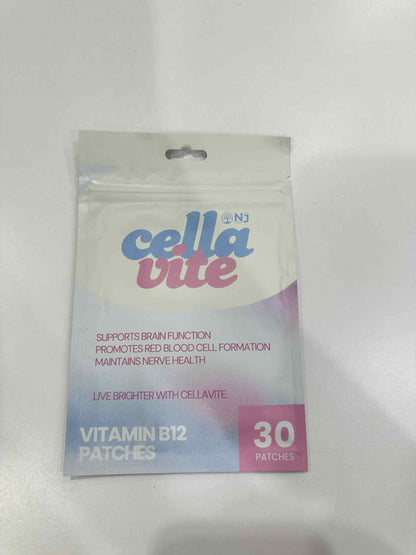 NJ
cella
vite
SUPPORTS BRAIN FUNCTION
PROMOTES RED BLOOD CELL FORMATION
MAINTAINS NERVE HEALTH
LIVE BRIGHTER WITH CELLAVITE.
VITAMIN B12
PATCHES
30
PATCHES